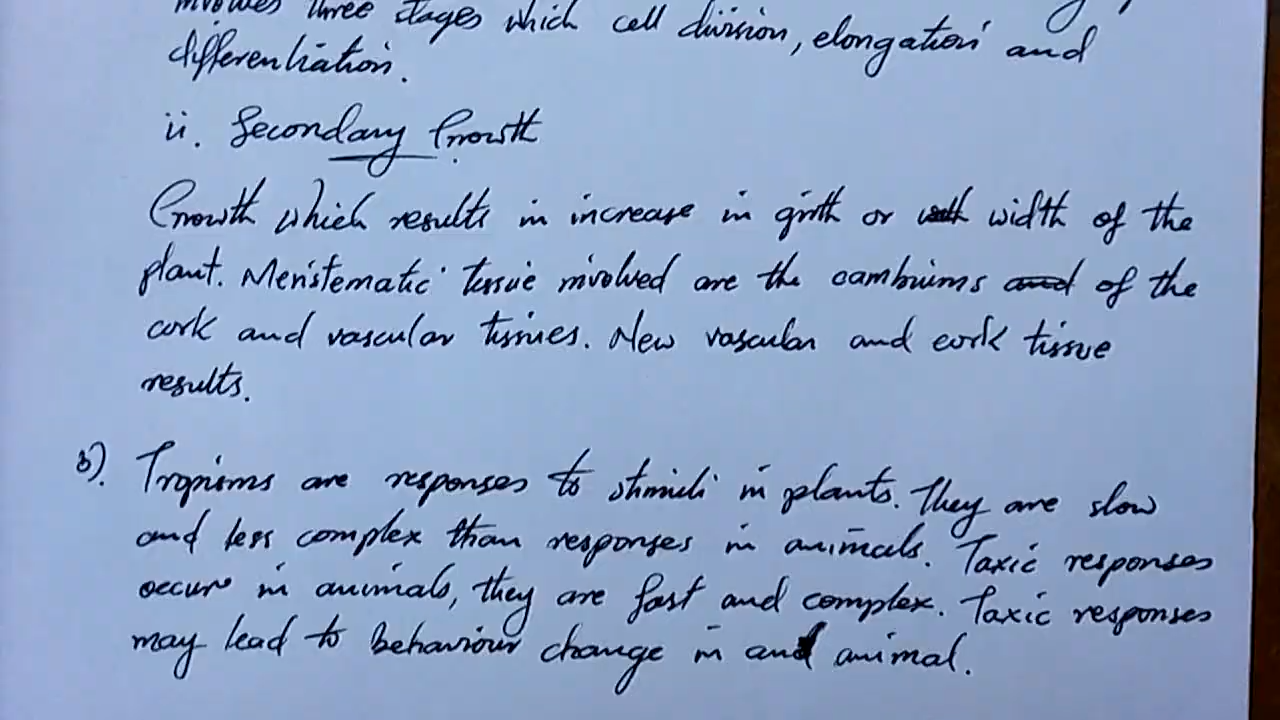 involves three stages which cell division, elongation and
differentiation.
ii. Secondary Growth
Growth which results in increase in girth or width of the
plant. Meristematic tissue involved are the cambiums of the
cork and vascular tissues. New vascular and cork tissue
results.
b). Tropisms are responses to stimuli in plants. They are slow
and less complex than responses in animals. Taxic responses
occur in animals, they are fast and complex. Taxic responses
may lead to behaviour change in an animal.